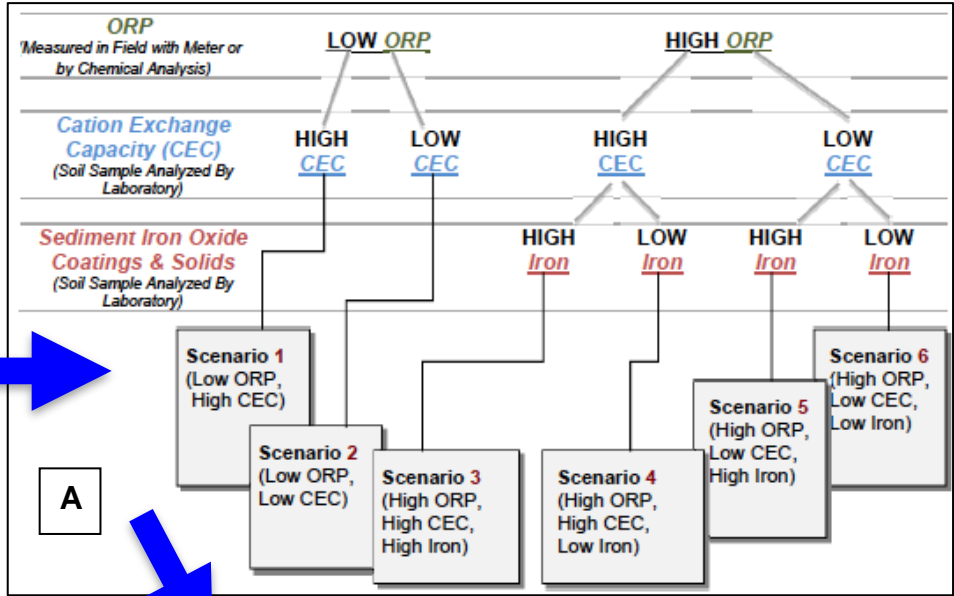 ORP
(Measured in Field with Meter or
by Chemical Analysis)
LOW ORP
HIGH ORP
Cation Exchange
Capacity (CEC)
(Soil Sample Analyzed By
Laboratory)
HIGH
CEC
LOW
CEC
HIGH
CEC
LOW
CEC
Sediment Iron Oxide
Coatings & Solids
(Soil Sample Analyzed By
Laboratory)
HIGH
Iron
LOW
Iron
HIGH
Iron
LOW
Iron
Scenario 1
(Low ORP,
High CEC)
Scenario 2
(Low ORP,
Low CEC)
Scenario 3
(High ORP,
High CEC,
High Iron)
Scenario 4
(High ORP,
High CEC,
Low Iron)
Scenario 5
(High ORP,
Low CEC,
High Iron)
Scenario 6
(High ORP,
Low CEC,
Low Iron)
A